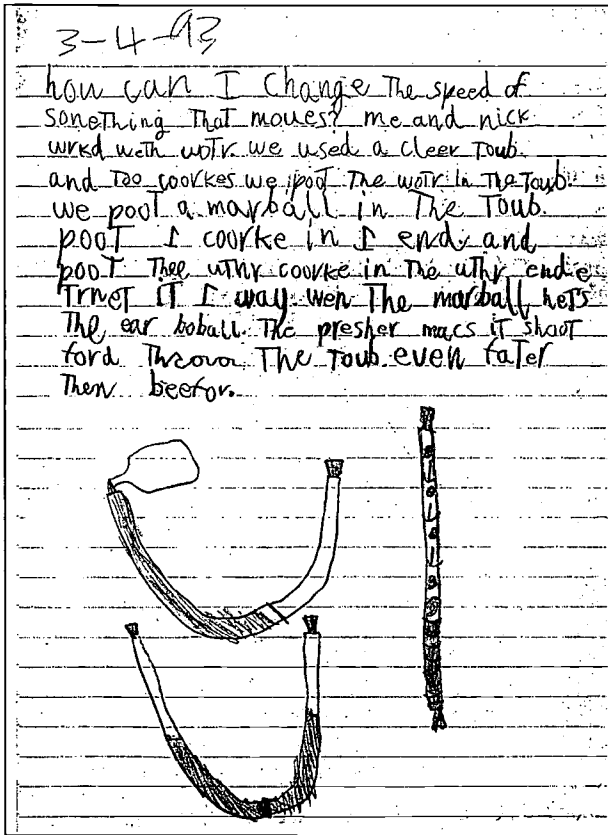 3-4-93
how can I change The speed of
something That moves? me and nick
wrkd weth wotr. we used a cleer Toub.
and Too coorkes we poot The wotr in The Toub.
we poot a marball in The Toub.
poot 1 coorke in 1 end. and
poot Thee uthr coorke in The uthr end e
Trnet iT 1 way wen The marball hets
The ear boball. The presher macs iT shoot
ford Throo The Toub even faTer
Then beefor.